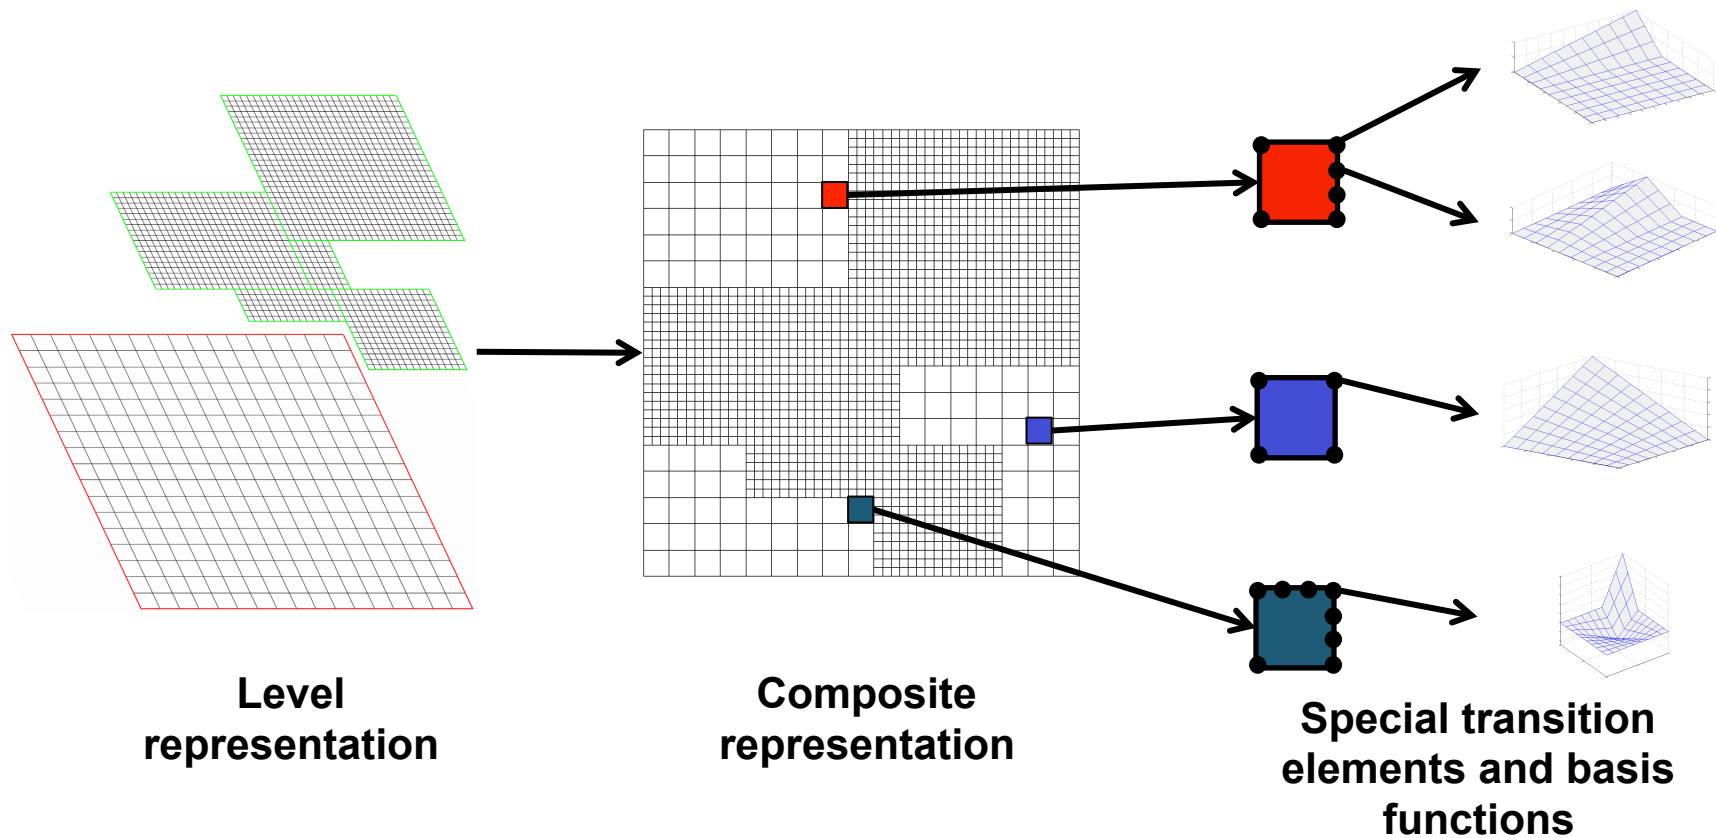 Level
representation
Composite
representation
Special transition
elements and basis
functions